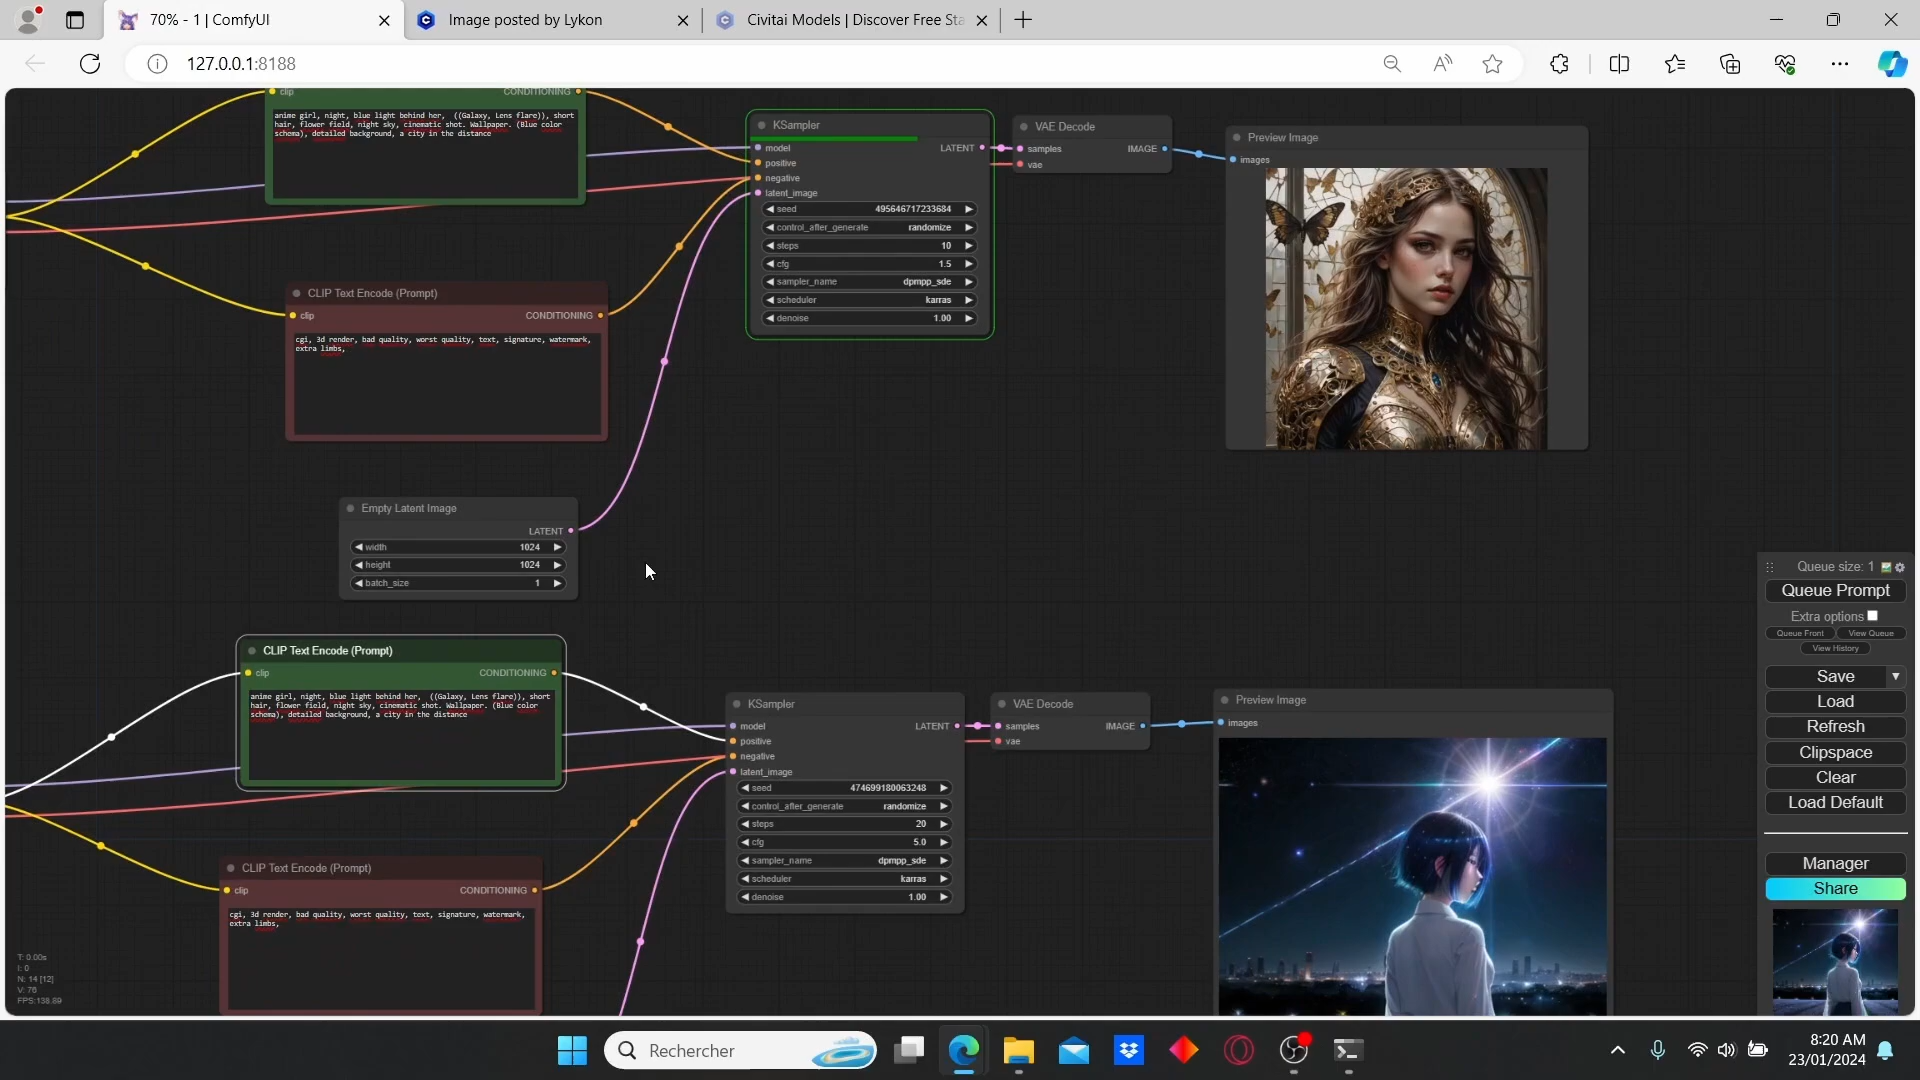 70% - 1 | ComfyUI
Image posted by Lykon
Civitai Models | Discover Free Sta
127.0.0.1:8188
clip
CONDITIONING
anime girl, night, blue light behind her, ((Galaxy, Lens flare)), short
hair, flower field, night sky, cinematic shot. Wallpaper. (Blue color
schema), detailed background, a city in the distance
KSampler
model
LATENT
positive
negative
latent_image
seed 495646717233684
control_after_generate randomize
steps 10
cfg 1.5
sampler_name dpmpp_sde
scheduler karras
denoise 1.00
VAE Decode
samples
IMAGE
vae
Preview Image
images
CLIP Text Encode (Prompt)
clip
CONDITIONING
cgi, 3d render, bad quality, worst quality, text, signature, watermark,
extra limbs,
Empty Latent Image
LATENT
width 1024
height 1024
batch_size 1
CLIP Text Encode (Prompt)
clip
CONDITIONING
anime girl, night, blue light behind her, ((Galaxy, Lens flare)), short
hair, flower field, night sky, cinematic shot. Wallpaper. (Blue color
schema), detailed background, a city in the distance
KSampler
model
LATENT
positive
negative
latent_image
seed 474699180063248
control_after_generate randomize
steps 20
cfg 5.0
sampler_name dpmpp_sde
scheduler karras
denoise 1.00
VAE Decode
samples
IMAGE
vae
Preview Image
images
CLIP Text Encode (Prompt)
clip
CONDITIONING
cgi, 3d render, bad quality, worst quality, text, signature, watermark,
extra limbs,
Queue size: 1
Queue Prompt
Extra options
Queue Front
View Queue
View History
Save
Load
Refresh
Clipspace
Clear
Load Default
Manager
Share
T: 0.00s
I: 0
N: 14 [12]
V: 76
FPS:138.89
Rechercher
8:20 AM
23/01/2024